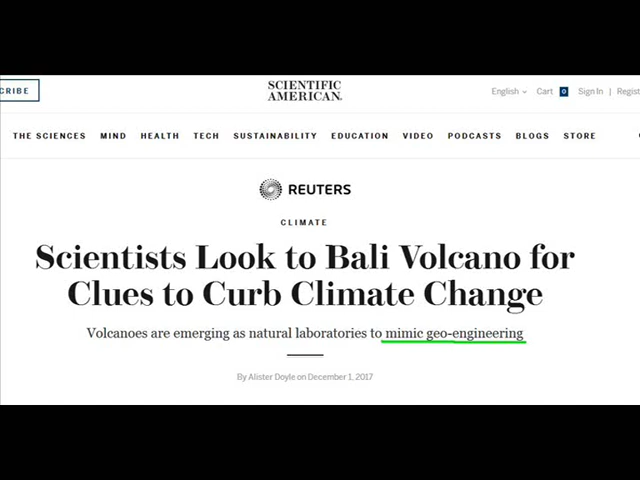 CRIBE
SCIENTIFIC
AMERICAN.
English Cart 0 Sign In | Regist
THE SCIENCES MIND HEALTH TECH SUSTAINABILITY EDUCATION VIDEO PODCASTS BLOGS STORE
REUTERS
CLIMATE
Scientists Look to Bali Volcano for
Clues to Curb Climate Change
Volcanoes are emerging as natural laboratories to mimic geo-engineering
By Alister Doyle on December 1, 2017